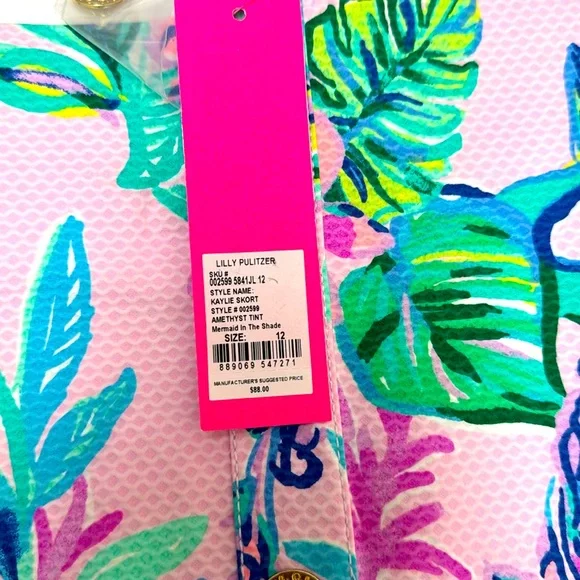 LILLY PULITZER
SKU #
002599 5841JL 12
STYLE NAME:
KAYLIE SKORT
STYLE # 002599
AMETHYST TINT
Mermaid In The Shade
SIZE: 12
889069 547271
MANUFACTURER'S SUGGESTED PRICE
$88.00